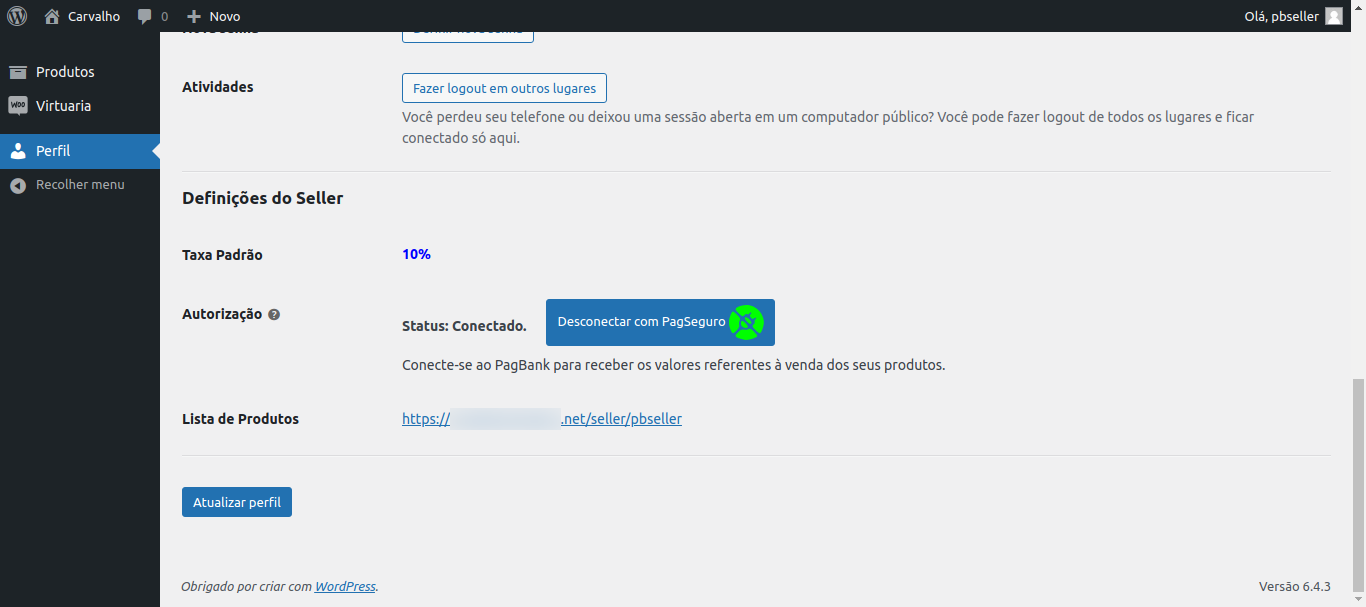 Carvalho 0 Novo Olá, pbseller
Produtos
Virtuaria
Perfil
Recolher menu
Atividades
Fazer logout em outros lugares
Você perdeu seu telefone ou deixou uma sessão aberta em um computador público? Você pode fazer logout de todos os lugares e ficar
conectado só aqui.
Definições do Seller
Taxa Padrão 10%
Autorização ?
Status: Conectado. Desconectar com PagSeguro
Conecte-se ao PagBank para receber os valores referentes à venda dos seus produtos.
Lista de Produtos https:// .net/seller/pbseller
Atualizar perfil
Obrigado por criar com WordPress. Versão 6.4.3